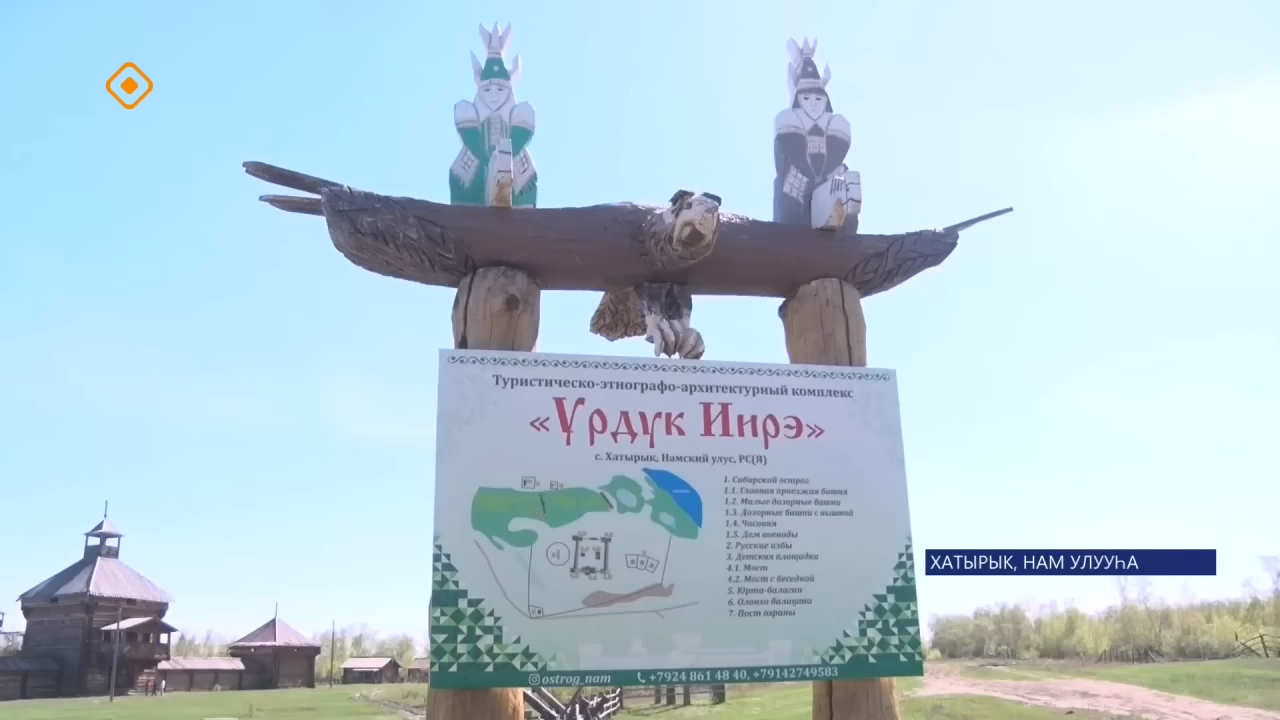 Туристическо-этнографо-архитектурный комплекс
«Үрдүк Иирэ»
с. Хатырык, Намский улус, РС(Я)
1. Сибирский острог
1.1. Главная проезжая башня
1.2. Малые дозорные башни
1.3. Дозорные башни с вышкой
1.4. Часовня
1.5. Дом воеводы
2. Русские избы
3. Детская площадка
4.1. Мост
4.2. Мост с беседкой
5. Юрта-балаган
6. Олонхо балаҕана
7. Пост охраны
ostrog_nam
+7924 861 48 40, +79142749583
ХАТЫРЫК, НАМ УЛУУҺА